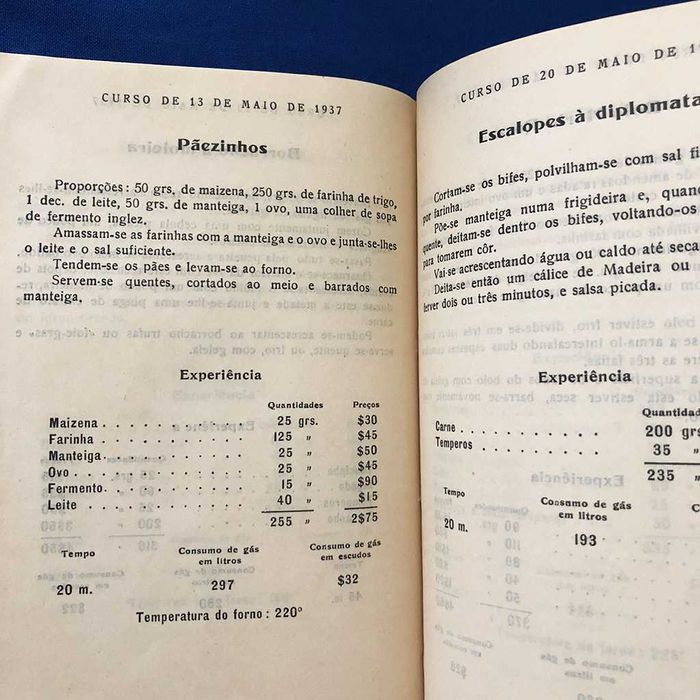 CURSO DE 13 DE MAIO DE 1937
Pãezinhos
Proporções : 50 grs. de maizena, 250 grs. de farinha de trigo,
1 dec. de leite, 50 grs. de manteiga, 1 ovo, uma colher de sopa
de fermento inglez.
Amassam-se as farinhas com a manteiga e o ovo e junta-se-lhes
o leite e o sal suficiente.
Tendem-se os pães e levam-se ao forno.
Servem-se quentes, cortados ao meio e barrados com
manteiga.
Experiência
Quantidades Preços
Maizena . . . . . . . . . . . 25 grs. $30
Farinha . . . . . . . . . . . 125 „ $45
Manteiga . . . . . . . . . . . 25 „ $50
Ovo . . . . . . . . . . . . 25 „ $45
Fermento . . . . . . . . . . 15 „ $90
Leite . . . . . . . . . . . . 40 „ $15
255 „ 2$75
Tempo Consumo de gás em litros Consumo de gás em escudos
20 m. 297 $32
Temperatura do forno : 220°
CURSO DE 20 DE MAIO DE
Escalopes à diplomata
Cortam-se os bifes, polvilham-se com sal
por farinha.
Põe-se manteiga numa frigideira e,
quente, deitam-se dentro os bifes, voltando-os
para tomarem côr.
Vai-se acrescentando água ou caldo até
Deita-se então um cálice de Madeira ou
ferver dois ou três minutos, e salsa picada.
Experiência
Carne . . . . . . . . . . . 200 grs.
Temperos . . . . . . . . . . 35 „
235 „
Tempo Consumo de gás em litros
20 m. 193